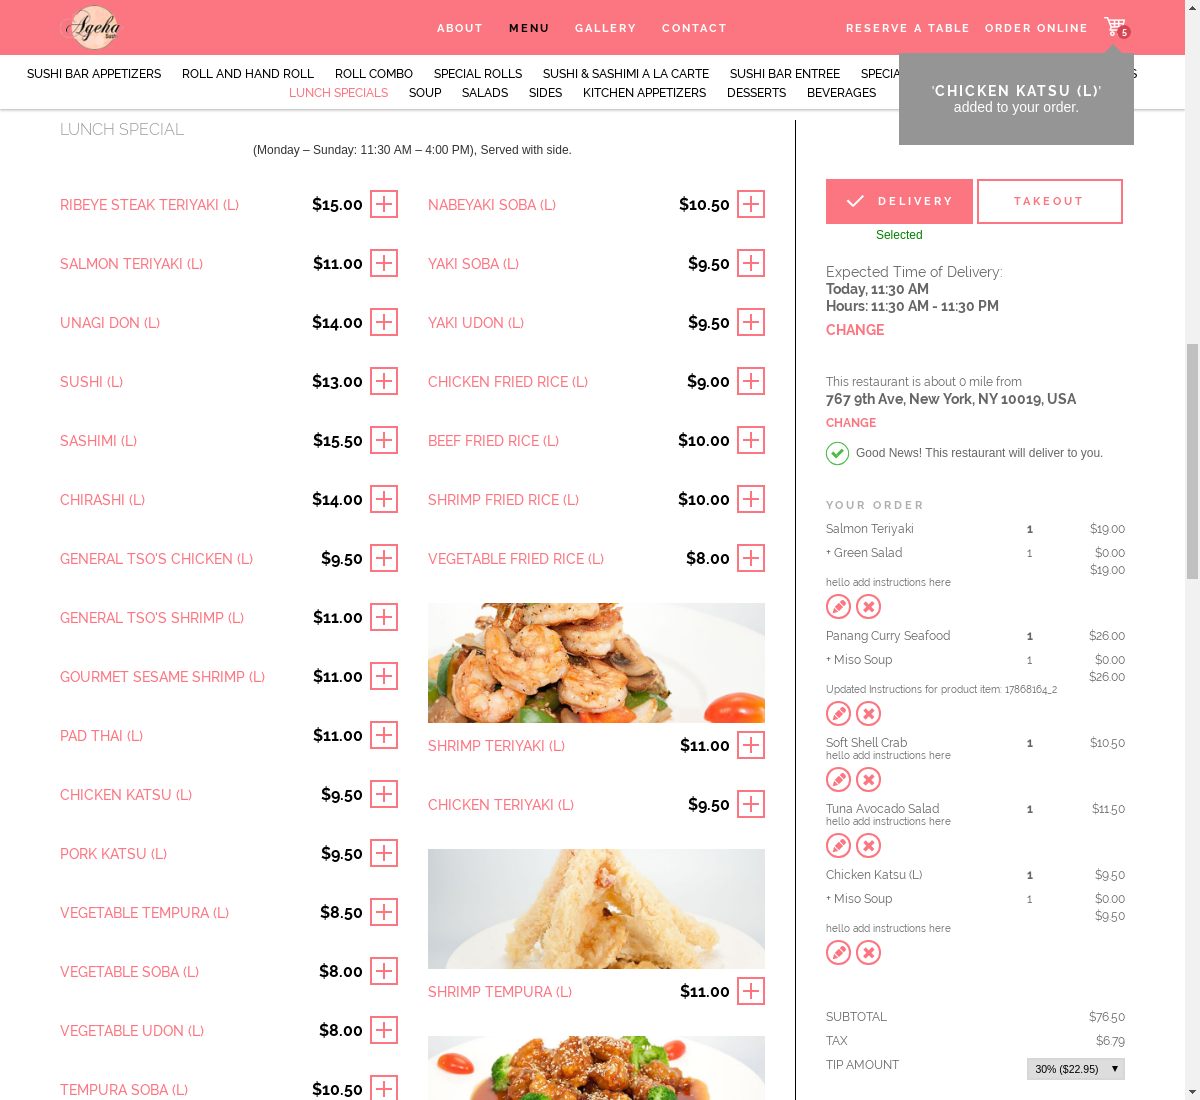 Ageha
ABOUT MENU GALLERY CONTACT RESERVE A TABLE ORDER ONLINE 5
SUSHI BAR APPETIZERS ROLL AND HAND ROLL ROLL COMBO SPECIAL ROLLS SUSHI & SASHIMI A LA CARTE SUSHI BAR ENTREE
LUNCH SPECIALS SOUP SALADS SIDES KITCHEN APPETIZERS DESSERTS BEVERAGES
'CHICKEN KATSU (L)'
added to your order.
LUNCH SPECIAL
(Monday – Sunday: 11:30 AM – 4:00 PM), Served with side.
RIBEYE STEAK TERIYAKI (L) $15.00
SALMON TERIYAKI (L) $11.00
UNAGI DON (L) $14.00
SUSHI (L) $13.00
SASHIMI (L) $15.50
CHIRASHI (L) $14.00
GENERAL TSO'S CHICKEN (L) $9.50
GENERAL TSO'S SHRIMP (L) $11.00
GOURMET SESAME SHRIMP (L) $11.00
PAD THAI (L) $11.00
CHICKEN KATSU (L) $9.50
PORK KATSU (L) $9.50
VEGETABLE TEMPURA (L) $8.50
VEGETABLE SOBA (L) $8.00
VEGETABLE UDON (L) $8.00
TEMPURA SOBA (L) $10.50
NABEYAKI SOBA (L) $10.50
YAKI SOBA (L) $9.50
YAKI UDON (L) $9.50
CHICKEN FRIED RICE (L) $9.00
BEEF FRIED RICE (L) $10.00
SHRIMP FRIED RICE (L) $10.00
VEGETABLE FRIED RICE (L) $8.00
SHRIMP TERIYAKI (L) $11.00
CHICKEN TERIYAKI (L) $9.50
SHRIMP TEMPURA (L) $11.00
DELIVERY TAKEOUT
Selected
Expected Time of Delivery:
Today, 11:30 AM
Hours: 11:30 AM - 11:30 PM
CHANGE
This restaurant is about 0 mile from
767 9th Ave, New York, NY 10019, USA
CHANGE
Good News! This restaurant will deliver to you.
YOUR ORDER
Salmon Teriyaki 1 $19.00
+ Green Salad 1 $0.00
$19.00
hello add instructions here
Panang Curry Seafood 1 $26.00
+ Miso Soup 1 $0.00
$26.00
Updated Instructions for product item: 17868164_2
Soft Shell Crab 1 $10.50
hello add instructions here
Tuna Avocado Salad 1 $11.50
hello add instructions here
Chicken Katsu (L) 1 $9.50
+ Miso Soup 1 $0.00
$9.50
hello add instructions here
SUBTOTAL $76.50
TAX $6.79
TIP AMOUNT 30% ($22.95)